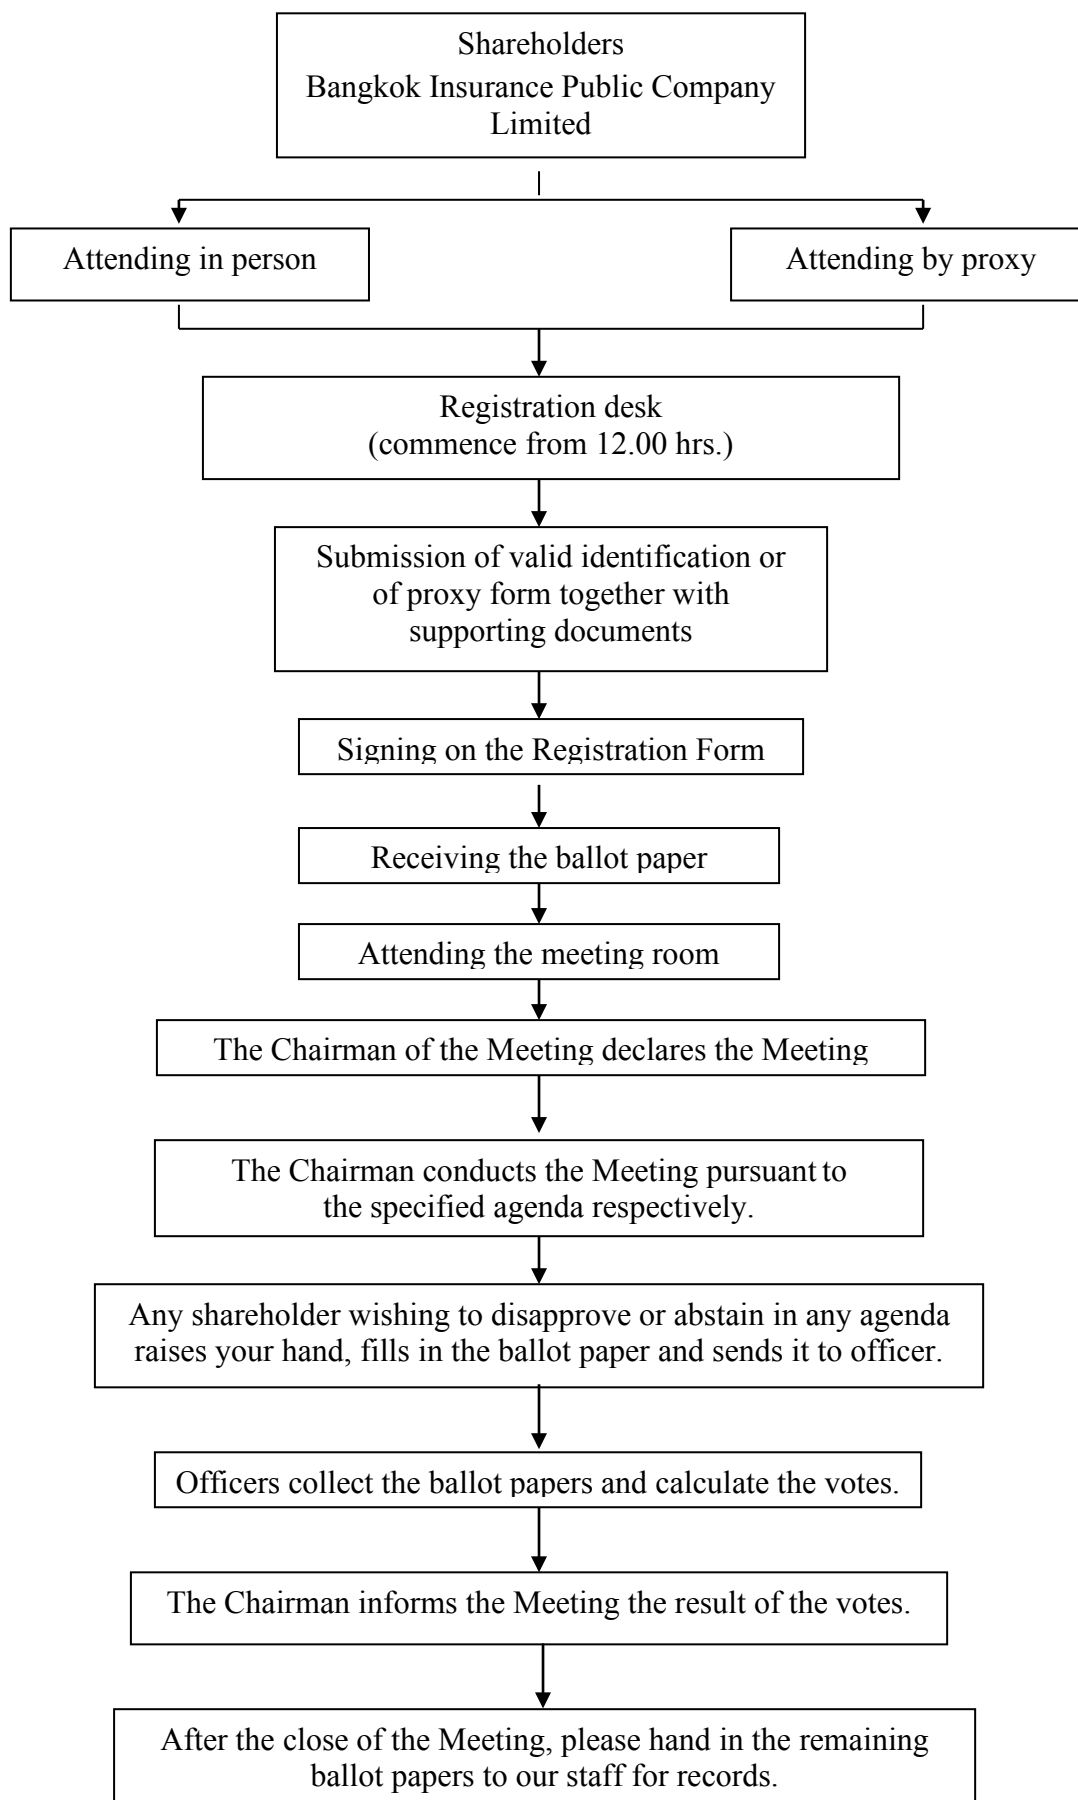 Shareholders
Bangkok Insurance Public Company
Limited
Attending in person
Attending by proxy
Registration desk
(commence from 12.00 hrs.)
Submission of valid identification or
of proxy form together with
supporting documents
Signing on the Registration Form
Receiving the ballot paper
Attending the meeting room
The Chairman of the Meeting declares the Meeting
The Chairman conducts the Meeting pursuant to
the specified agenda respectively.
Any shareholder wishing to disapprove or abstain in any agenda
raises your hand, fills in the ballot paper and sends it to officer.
Officers collect the ballot papers and calculate the votes.
The Chairman informs the Meeting the result of the votes.
After the close of the Meeting, please hand in the remaining
ballot papers to our staff for records.